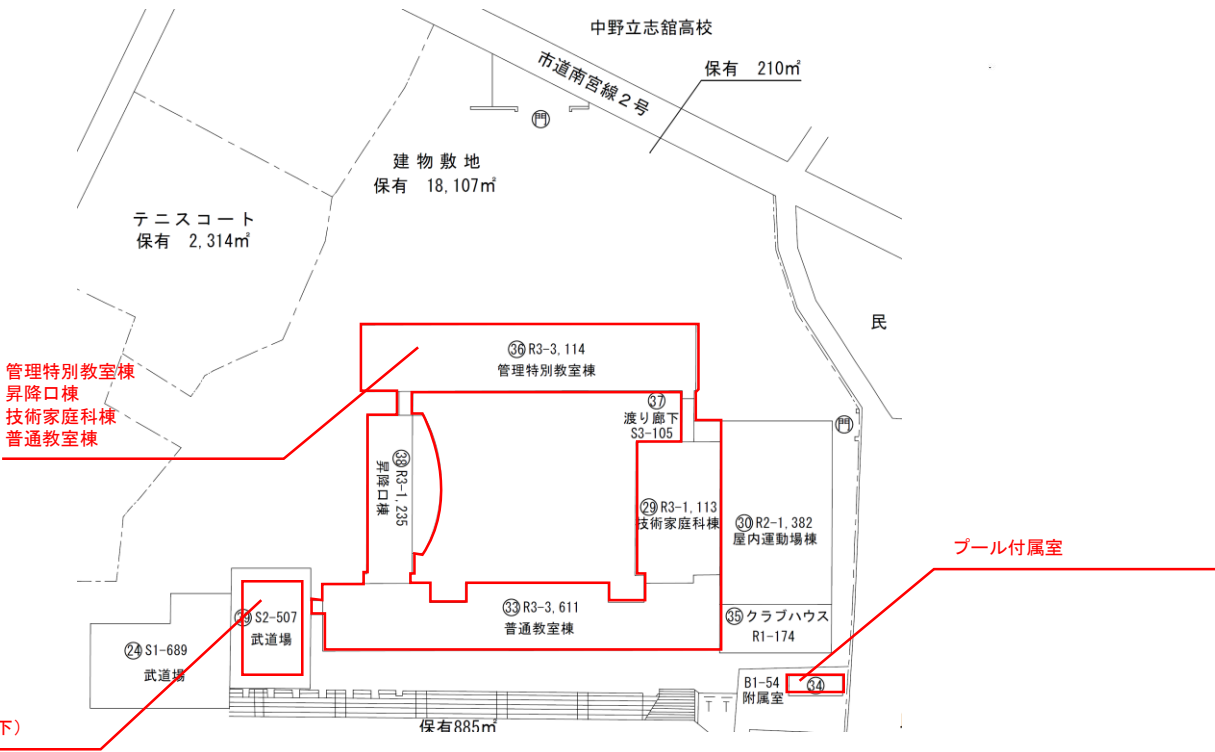 中野立志舘高校
市道南宮線2号
保有 210㎡
門
建物敷地
保有 18,107㎡
テニスコート
保有 2,314㎡
民
管理特別教室棟
昇降口棟
技術家庭科棟
普通教室棟
㊱R3-3,114
管理特別教室棟
㊲
渡り廊下
S3-105
門
㊳R3-1,235
昇降口棟
㉙R3-1,113
技術家庭科棟
㉚R2-1,382
屋内運動場棟
プール付属室
S2-507
武道場
㉝R3-3,611
普通教室棟
㉟クラブハウス
R1-174
㉔S1-689
武道場
B1-54
附属室
㉞
下）
保有885㎡